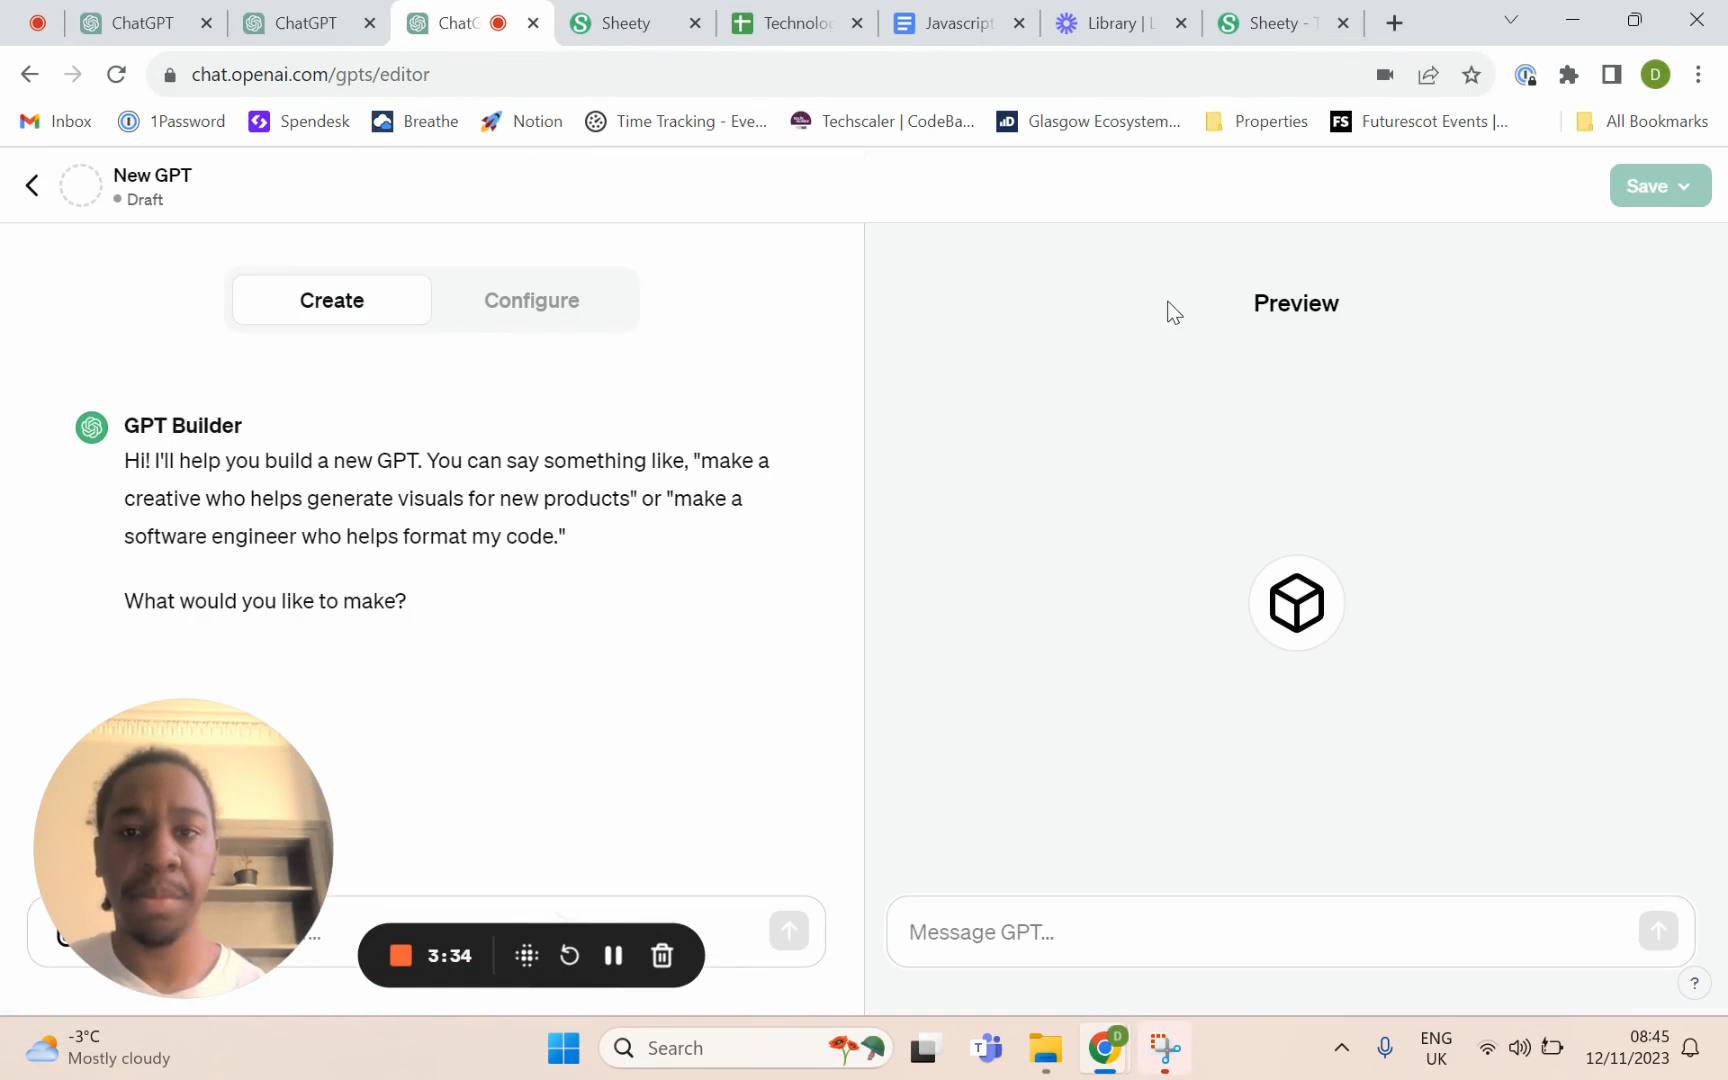 ChatGPT
ChatGPT
Chat
Sheety
Technolo
Javascript
Library | L
Sheety - T
chat.openai.com/gpts/editor
D
Inbox
1Password
Spendesk
Breathe
Notion
Time Tracking - Eve...
Techscaler | CodeBa...
Glasgow Ecosystem...
Properties
FS
Futurescot Events |...
All Bookmarks
New GPT
Draft
Save
Create
Configure
Preview
GPT Builder
Hi! I'll help you build a new GPT. You can say something like, "make a
creative who helps generate visuals for new products" or "make a
software engineer who helps format my code."
What would you like to make?
...
Message GPT...
3:34
?
-3°C
Mostly cloudy
Search
D
ENG
UK
08:45
12/11/2023